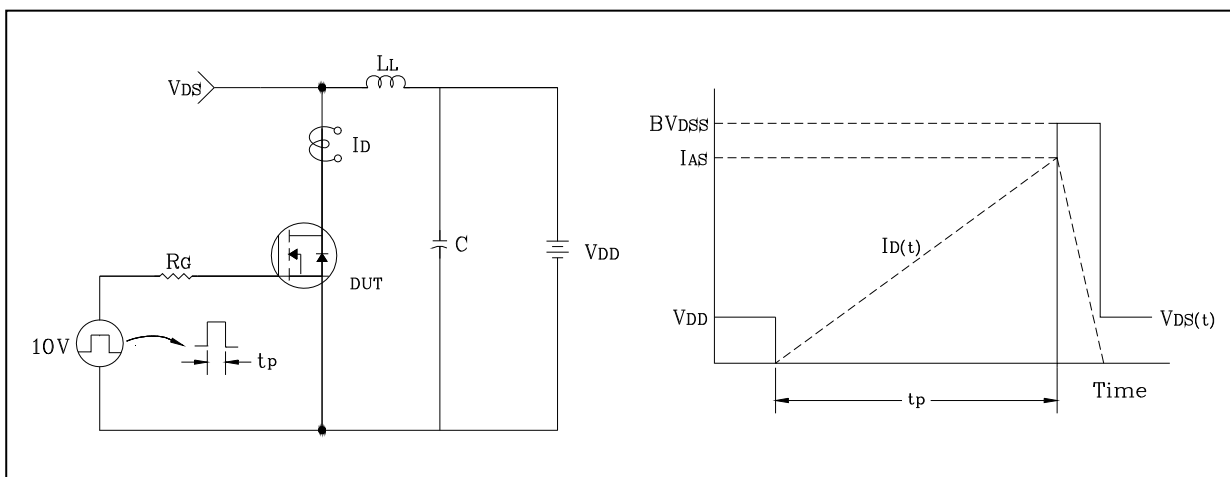 LL
VDS
ID
C
VDD
RG
DUT
10V
tp
BVDSS
IAS
ID(t)
VDD
VDS(t)
Time
tp